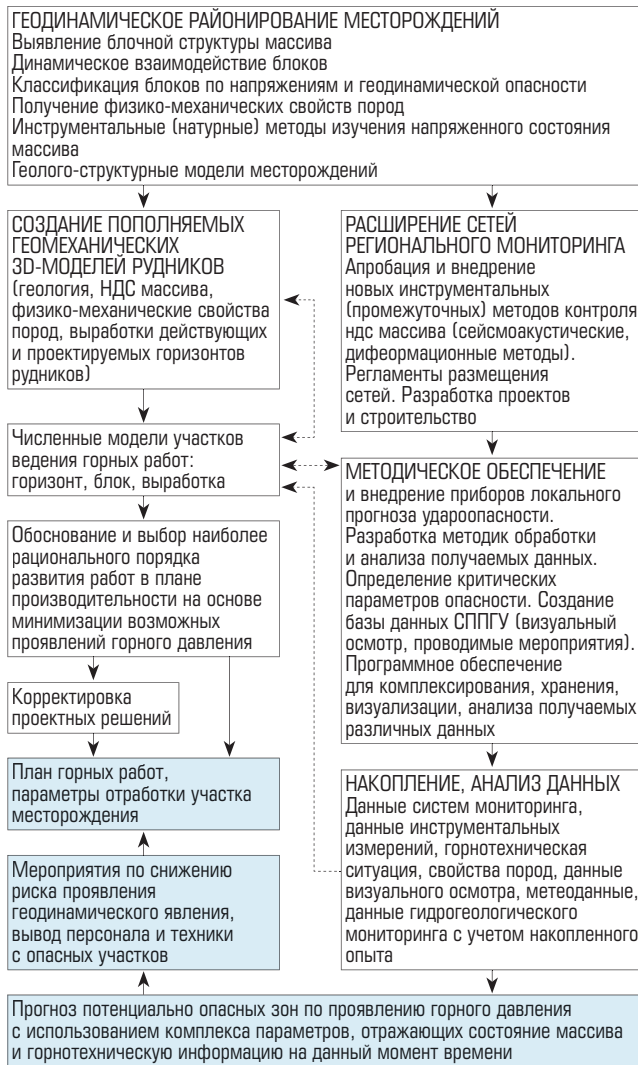 ГЕОДИНАМИЧЕСКОЕ РАЙОНИРОВАНИЕ МЕСТОРОЖДЕНИЙ
Выявление блочной структуры массива
Динамическое взаимодействие блоков
Классификация блоков по напряжениям и геодинамической опасности
Получение физико-механических свойств пород
Инструментальные (натурные) методы изучения напряженного состояния
массива
Геолого-структурные модели месторождений
СОЗДАНИЕ ПОПОЛНЯЕМЫХ
ГЕОМЕХАНИЧЕСКИХ
3D-МОДЕЛЕЙ РУДНИКОВ
(геология, НДС массива,
физико-механические свойства
пород, выработки действующих
и проектируемых горизонтов
рудников)
Численные модели участков
ведения горных работ:
горизонт, блок, выработка
Обоснование и выбор наиболее
рационального порядка
развития работ в плане
производительности на основе
минимизации возможных
проявлений горного давления
Корректировка
проектных решений
План горных работ,
параметры отработки участка
месторождения
Мероприятия по снижению
риска проявления
геодинамического явления,
вывод персонала и техники
с опасных участков
РАСШИРЕНИЕ СЕТЕЙ
РЕГИОНАЛЬНОГО МОНИТОРИНГА
Апробация и внедрение
новых инструментальных
(промежуточных) методов контроля
ндс массива (сейсмоакустические,
дифеормационные методы).
Регламенты размещения
сетей. Разработка проектов
и строительство
МЕТОДИЧЕСКОЕ ОБЕСПЕЧЕНИЕ
и внедрение приборов локального
прогноза удароопасности.
Разработка методик обработки
и анализа получаемых данных.
Определение критических
параметров опасности. Создание
базы данных СППГУ (визуальный
осмотр, проводимые мероприятия).
Программное обеспечение
для комплексирования, хранения,
визуализации, анализа получаемых
различных данных
НАКОПЛЕНИЕ, АНАЛИЗ ДАННЫХ
Данные систем мониторинга,
данные инструментальных
измерений, горнотехническая
ситуация, свойства пород, данные
визуального осмотра, метеоданные,
данные гидрогеологического
мониторинга с учетом накопленного
опыта
Прогноз потенциально опасных зон по проявлению горного давления
с использованием комплекса параметров, отражающих состояние массива
и горнотехническую информацию на данный момент времени